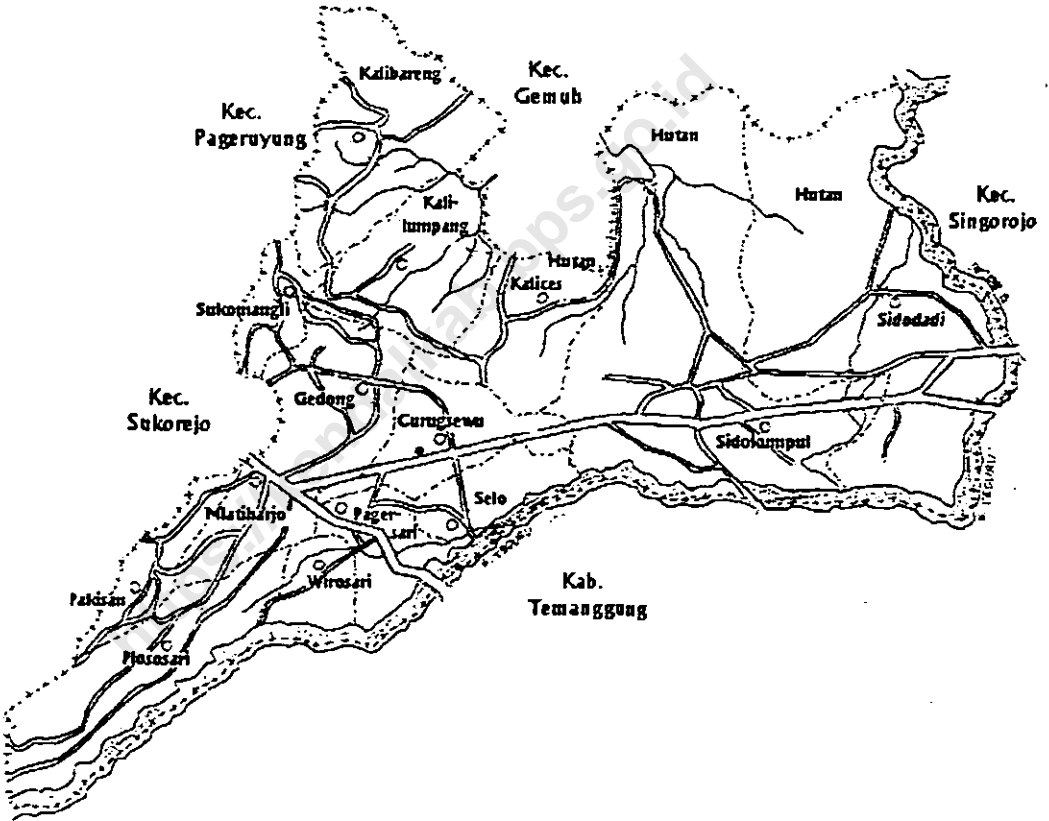 Kalibareng
Kec.
Gemuh
Kec.
Pageruyung
Hutan
Hutan
Kec.
Singorojo
Kali-
lumpang
Hutan
Kalices
Sukomangli
Sidodadi
Kec.
Sukorejo
Gedong
Curugsewu
Sidokumpul
Selo
Mlatiharjo
Pager-
sari
Wirosari
Kab.
Temanggung
Pakisan
Plososari